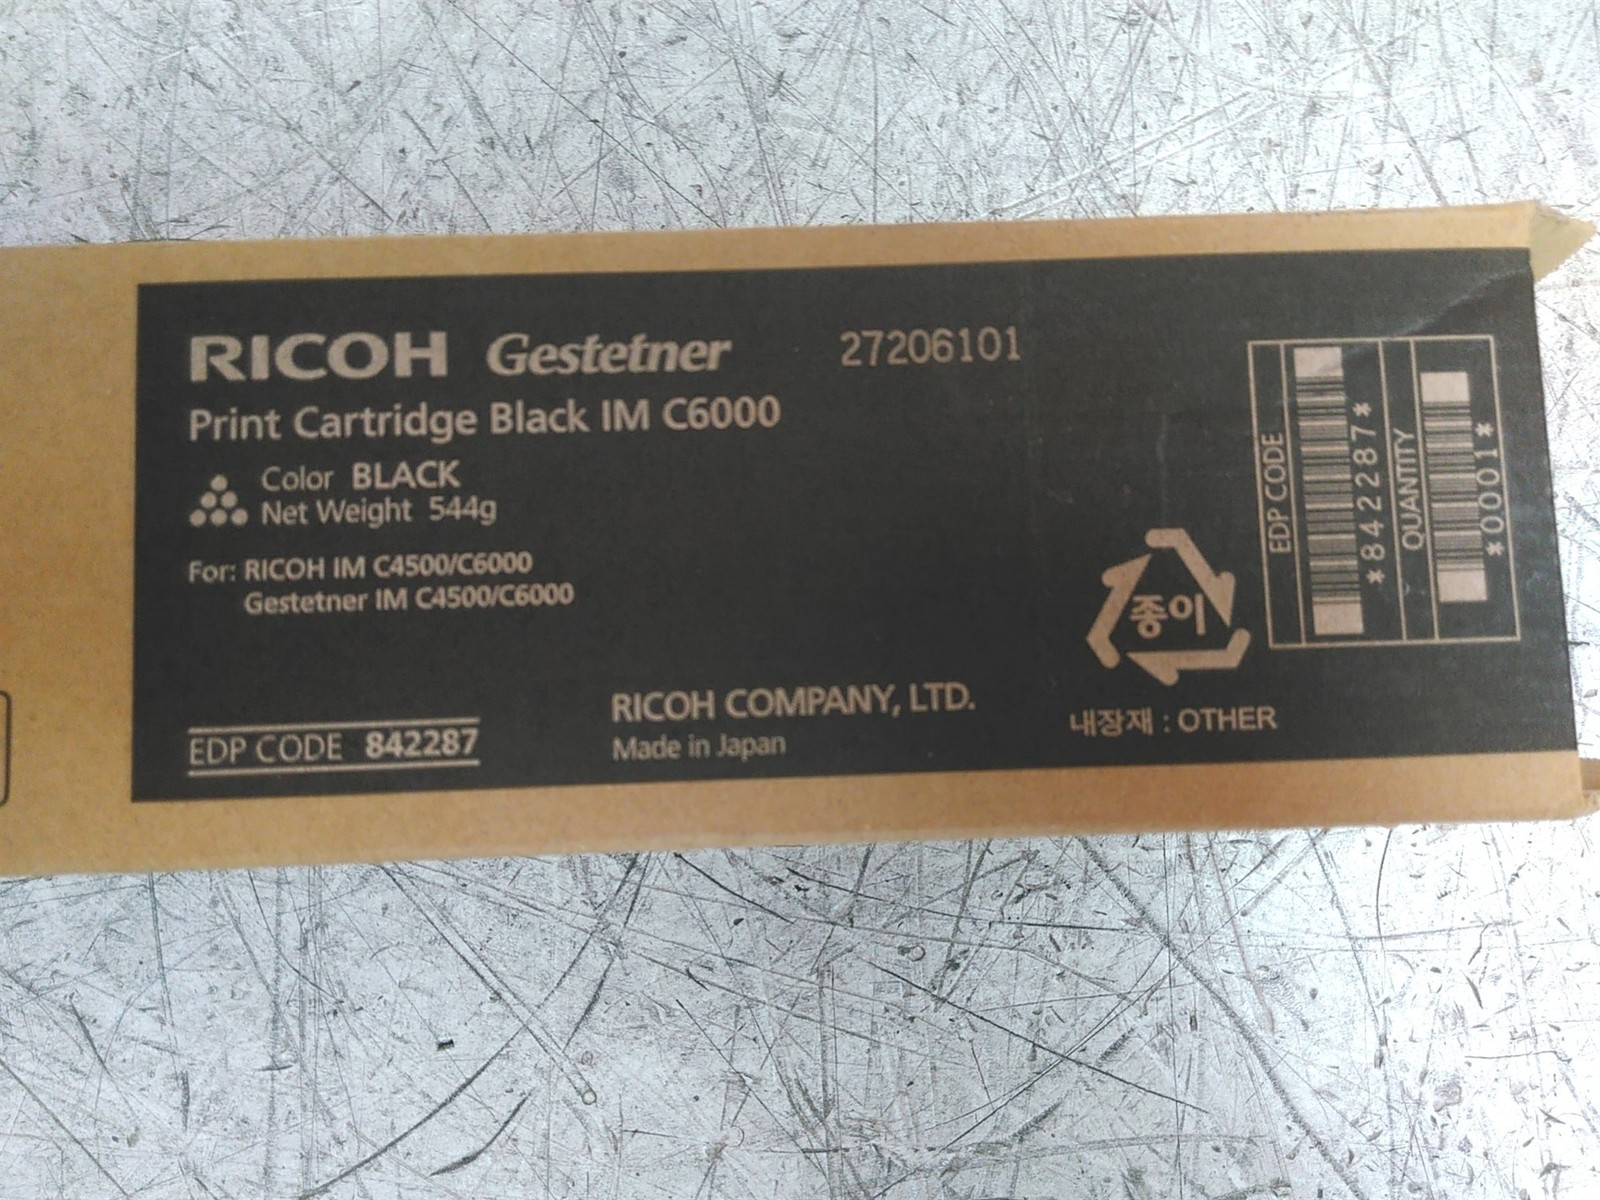 RICOH Gestetner 27206101
Print Cartridge Black IM C6000
Color BLACK
Net Weight 544g
For: RICOH IM C4500/C6000
Gestetner IM C4500/C6000
EDP CODE 842287
RICOH COMPANY, LTD.
Made in Japan
종이
내장재 : OTHER
EDP CODE
*842287*
QUANTITY
*0001*